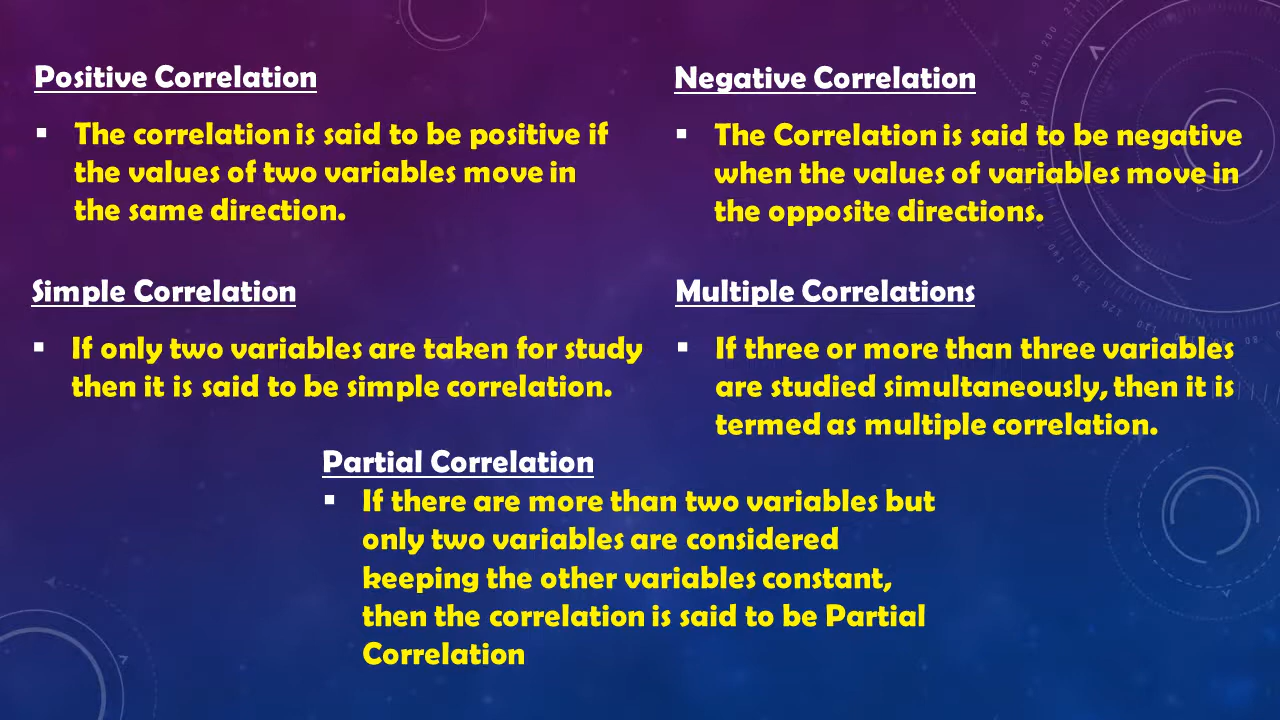 Positive Correlation
▪ The correlation is said to be positive if
the values of two variables move in
the same direction.
Negative Correlation
▪ The Correlation is said to be negative
when the values of variables move in
the opposite directions.
Simple Correlation
▪ If only two variables are taken for study
then it is said to be simple correlation.
Multiple Correlations
▪ If three or more than three variables
are studied simultaneously, then it is
termed as multiple correlation.
Partial Correlation
▪ If there are more than two variables but
only two variables are considered
keeping the other variables constant,
then the correlation is said to be Partial
Correlation